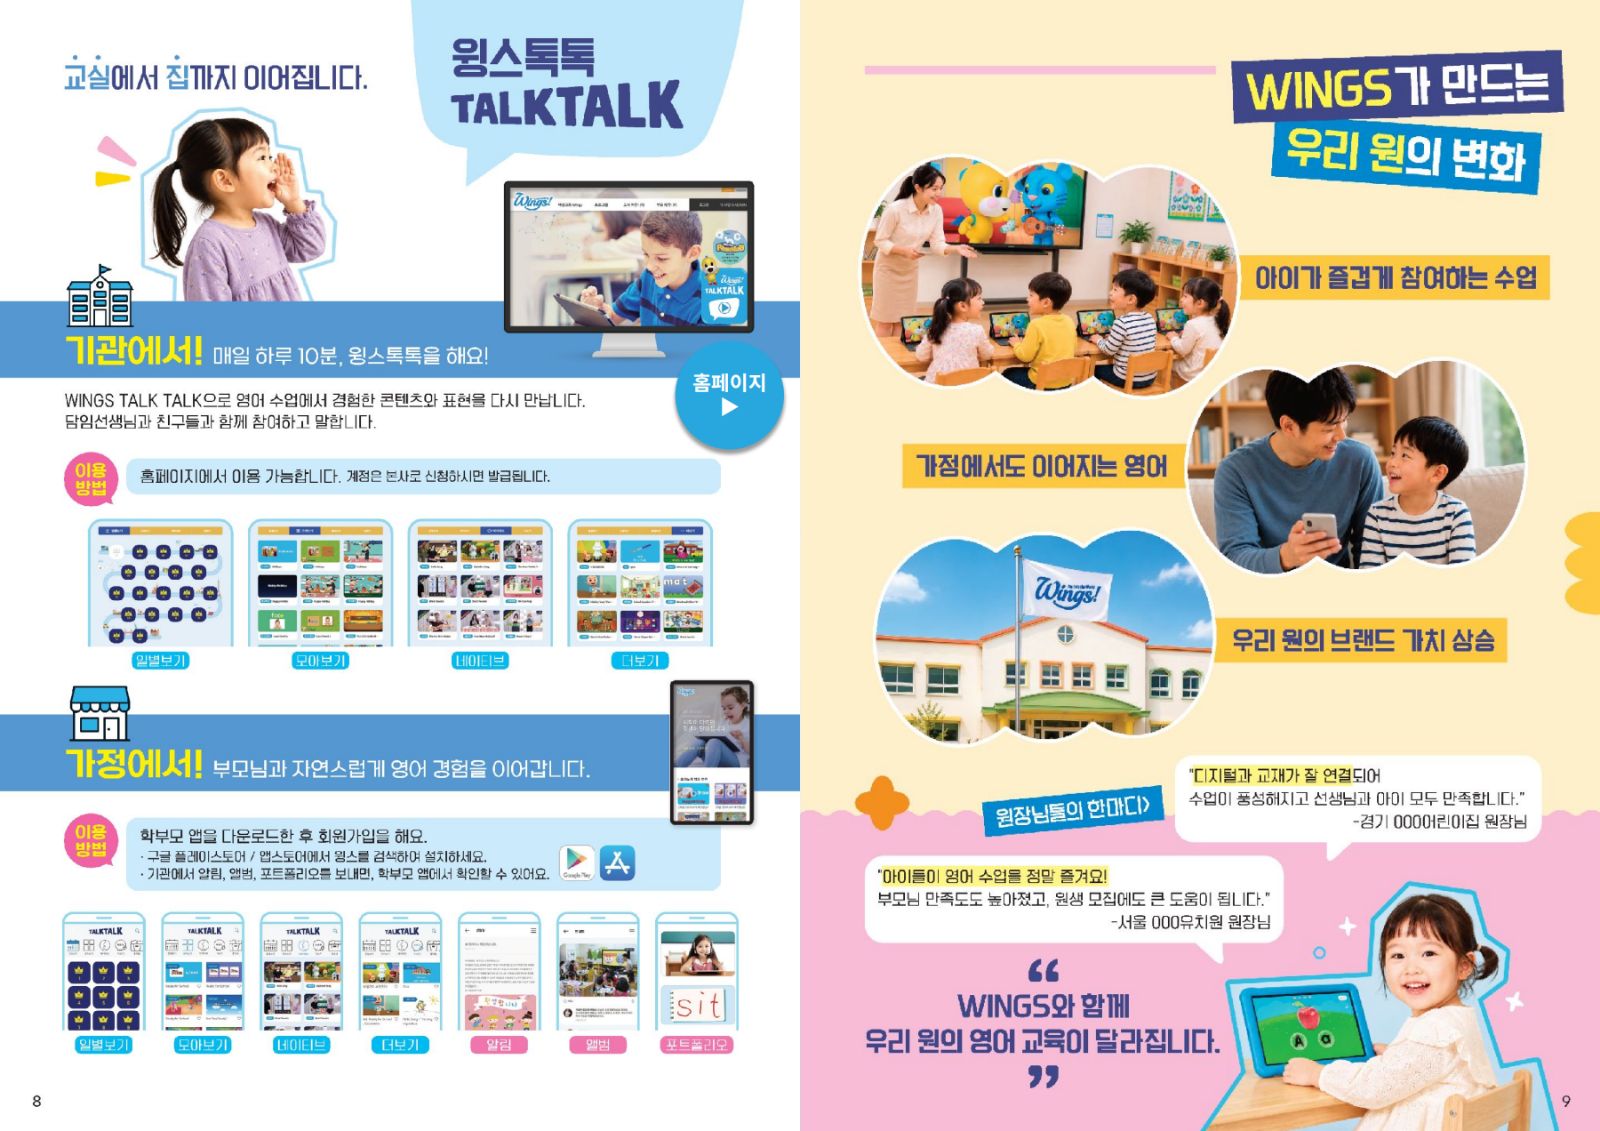 교실에서 집까지 이어집니다.
윙스톡톡
TALKTALK
Wings!
TALKTALK
기관에서! 매일 하루 10분, 윙스톡톡을 해요!
홈페이지
WINGS TALK TALK으로 영어 수업에서 경험한 콘텐츠와 표현을 다시 만납니다.
담임선생님과 친구들과 함께 참여하고 말합니다.
이용
방법
홈페이지에서 이용 가능합니다. 계정은 본사로 신청하시면 발급됩니다.
일별보기
모아보기
네이티브
더보기
가정에서! 부모님과 자연스럽게 영어 경험을 이어갑니다.
이용
방법
학부모 앱을 다운로드한 후 회원가입을 해요.
· 구글 플레이스토어 / 앱스토어에서 윙스를 검색하여 설치하세요.
· 기관에서 알림, 앨범, 포트폴리오를 보내면, 학부모 앱에서 확인할 수 있어요.
Google Play
TALKTALK
TALKTALK
TALKTALK
TALKTALK
sit
일별보기
모아보기
네이티브
더보기
알림
앨범
포트폴리오
8
WINGS가 만드는
우리 원의 변화
아이가 즐겁게 참여하는 수업
가정에서도 이어지는 영어
Wings!
우리 원의 브랜드 가치 상승
원장님들의 한마디>
"디지털과 교재가 잘 연결되어
수업이 풍성해지고 선생님과 아이 모두 만족합니다."
-경기 000어린이집 원장님
"아이들이 영어 수업을 정말 즐겨요!
부모님 만족도도 높아졌고, 원생 모집에도 큰 도움이 됩니다."
-서울 000유치원 원장님
“
WINGS와 함께
우리 원의 영어 교육이 달라집니다.
”
9